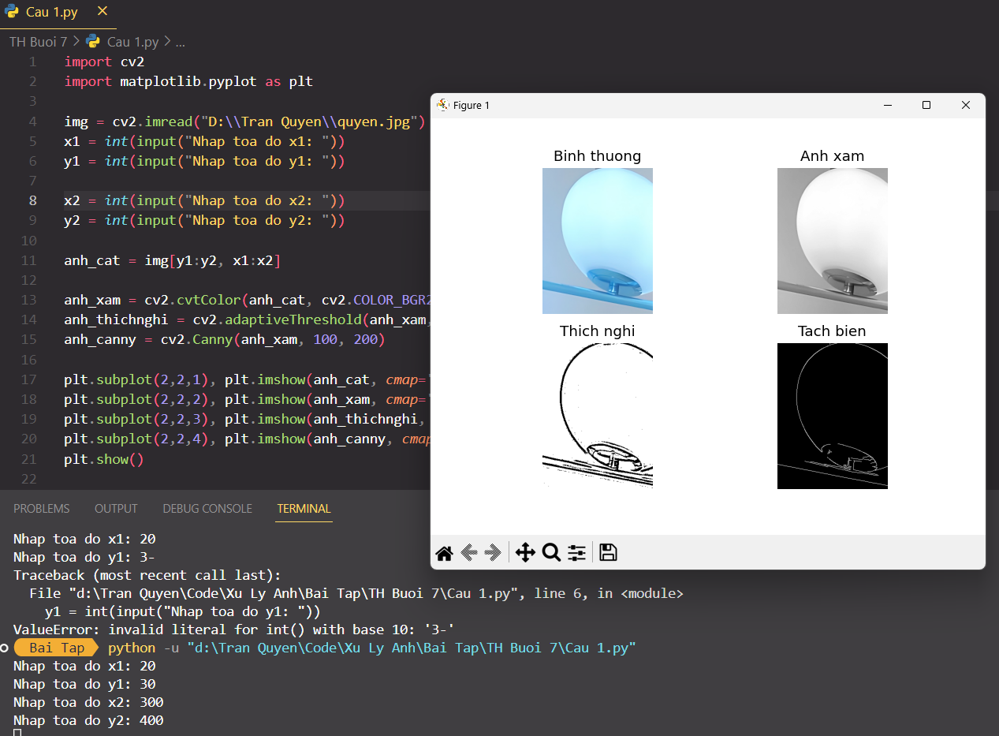 Cau 1.py
TH Buoi 7 > Cau 1.py > ...
1 import cv2
2 import matplotlib.pyplot as plt
3
4 img = cv2.imread("D:\\Tran Quyen\\quyen.jpg")
5 x1 = int(input("Nhap toa do x1: "))
6 y1 = int(input("Nhap toa do y1: "))
7
8 x2 = int(input("Nhap toa do x2: "))
9 y2 = int(input("Nhap toa do y2: "))
10
11 anh_cat = img[y1:y2, x1:x2]
12
13 anh_xam = cv2.cvtColor(anh_cat, cv2.COLOR_BGR2
14 anh_thichnghi = cv2.adaptiveThreshold(anh_xam,
15 anh_canny = cv2.Canny(anh_xam, 100, 200)
16
17 plt.subplot(2,2,1), plt.imshow(anh_cat, cmap='
18 plt.subplot(2,2,2), plt.imshow(anh_xam, cmap='
19 plt.subplot(2,2,3), plt.imshow(anh_thichnghi,
20 plt.subplot(2,2,4), plt.imshow(anh_canny, cmap
21 plt.show()
22
Figure 1
Binh thuong
Anh xam
Thich nghi
Tach bien
PROBLEMS OUTPUT DEBUG CONSOLE TERMINAL
Nhap toa do x1: 20
Nhap toa do y1: 3-
Traceback (most recent call last):
File "d:\Tran Quyen\Code\Xu Ly Anh\Bai Tap\TH Buoi 7\Cau 1.py", line 6, in <module>
y1 = int(input("Nhap toa do y1: "))
ValueError: invalid literal for int() with base 10: '3-'
Bai Tap python -u "d:\Tran Quyen\Code\Xu Ly Anh\Bai Tap\TH Buoi 7\Cau 1.py"
Nhap toa do x1: 20
Nhap toa do y1: 30
Nhap toa do x2: 300
Nhap toa do y2: 400